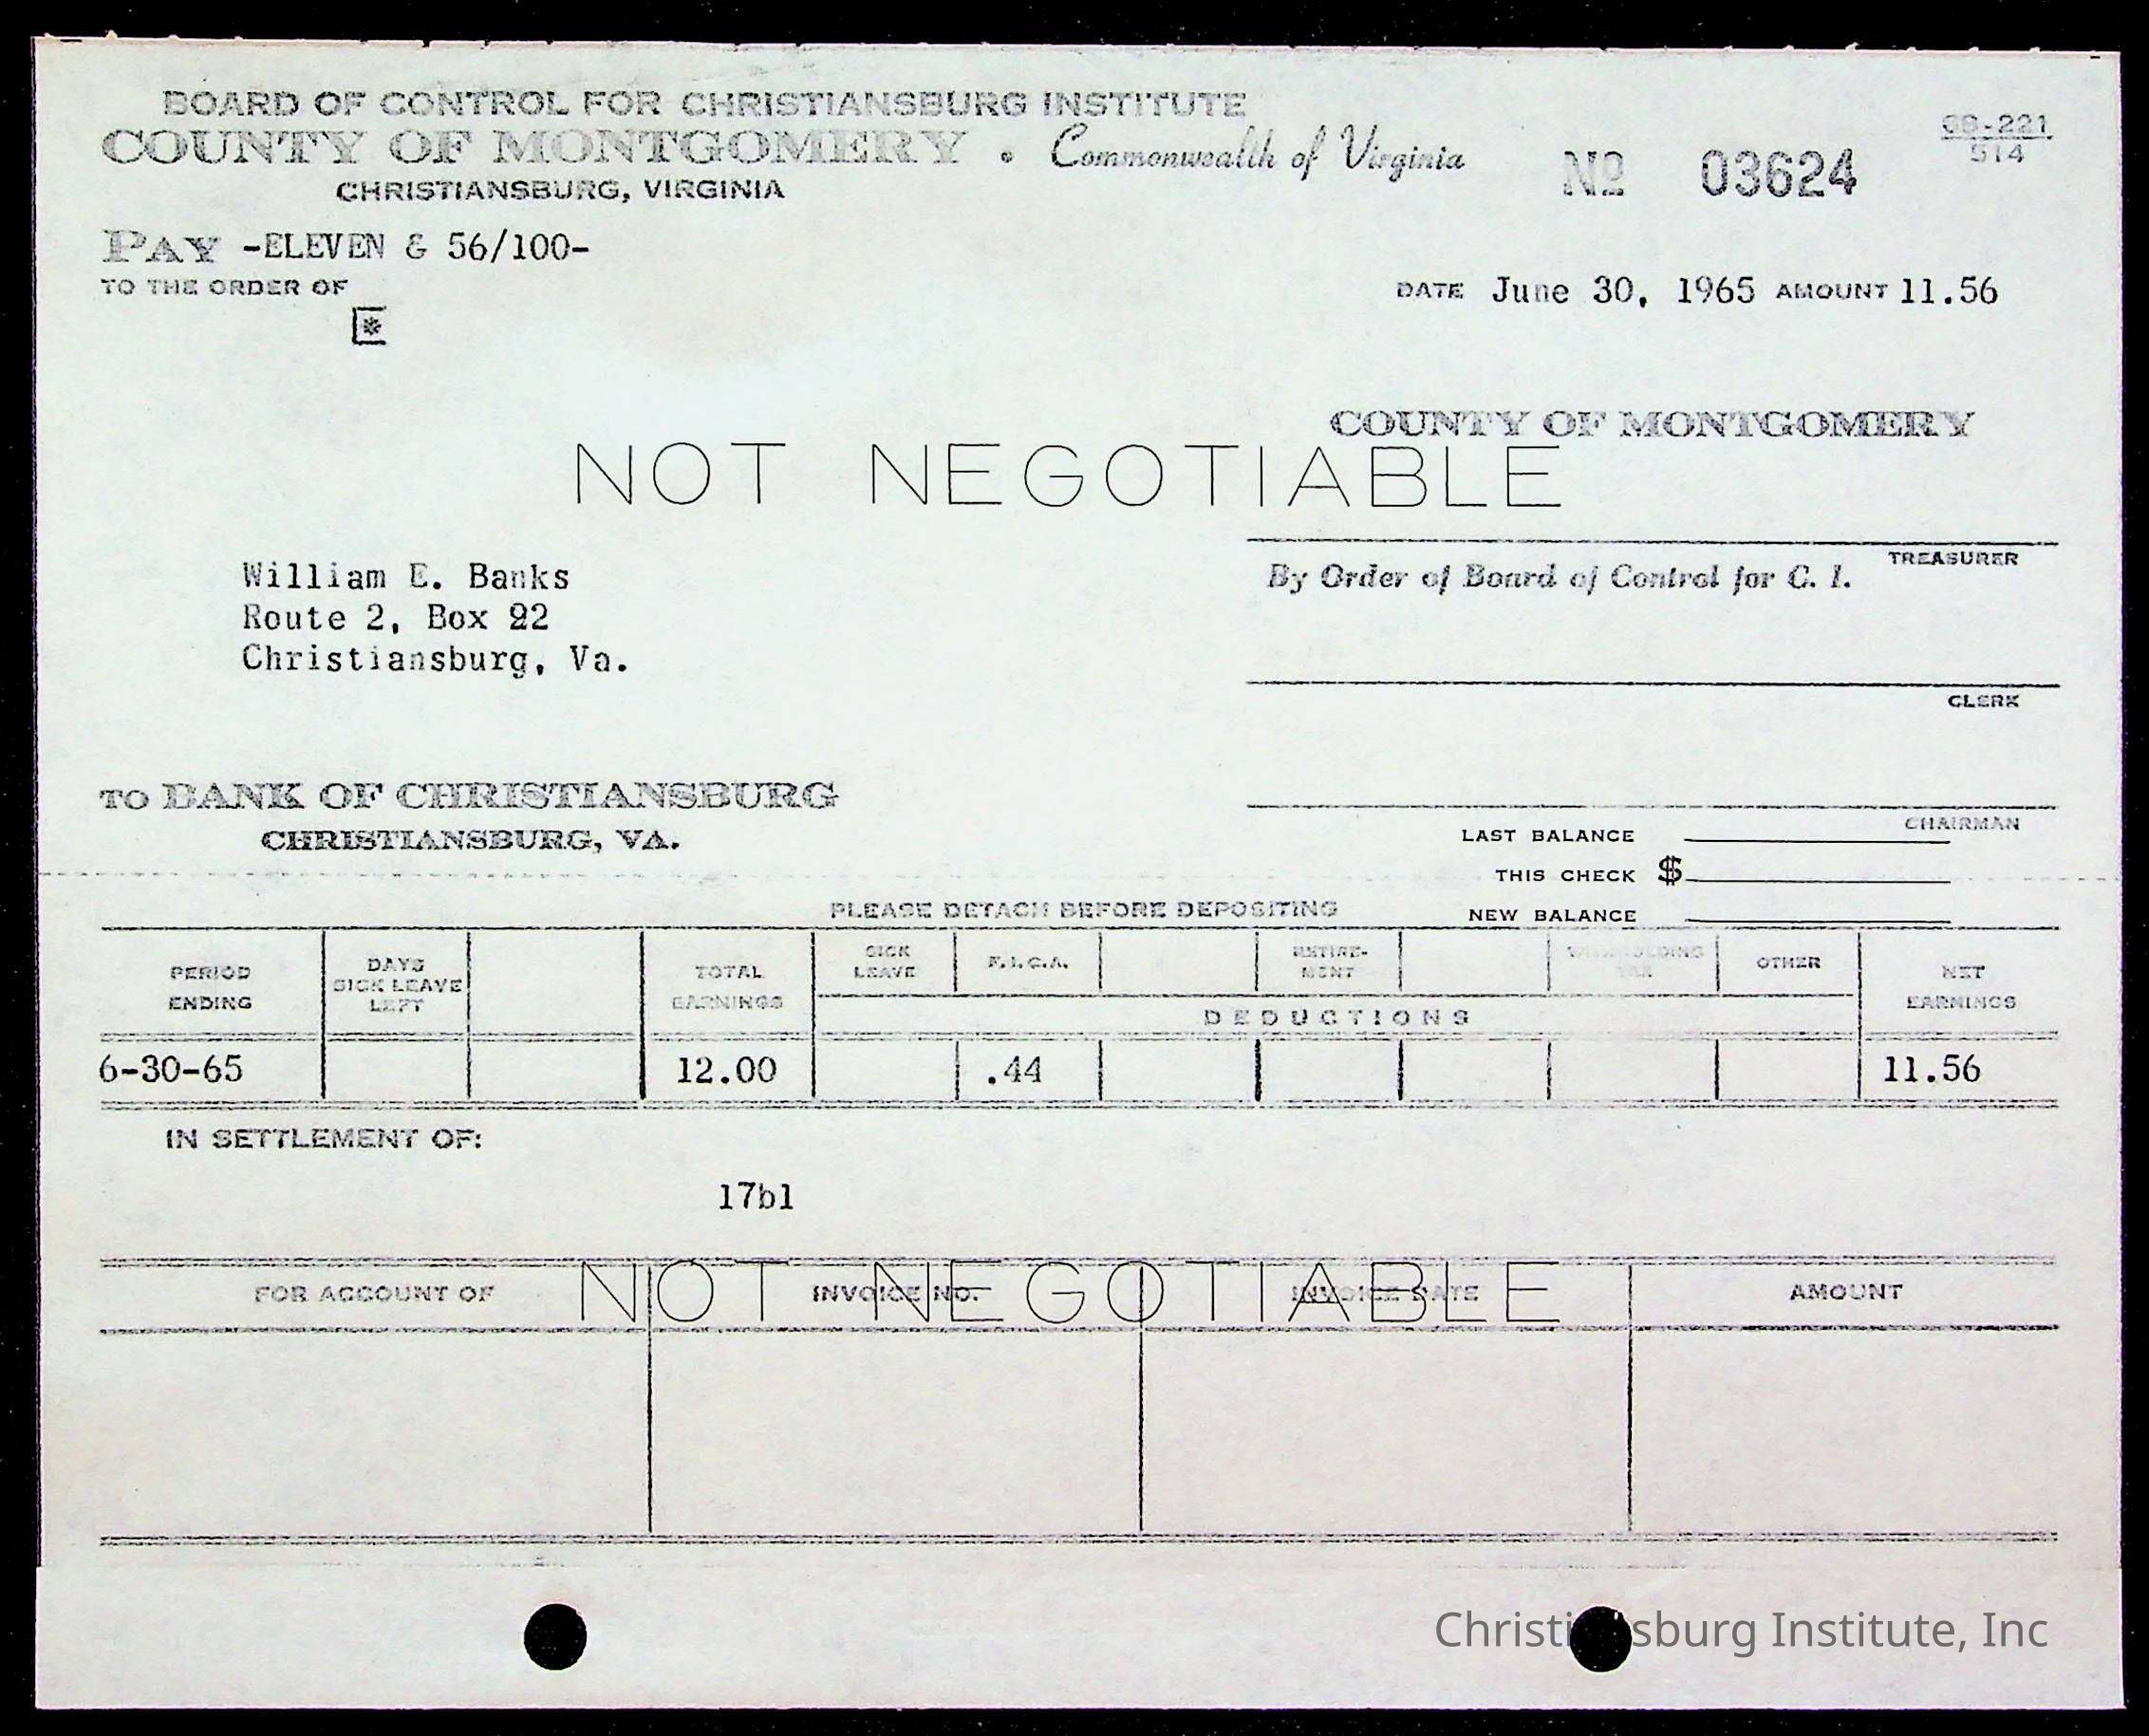 BOARD OF CONTROL FOR CHRISTIANSBURG INSTITUTE
COUNTY OF MONTGOMERY • Commonwealth of Virginia
CHRISTIANSBURG, VIRGINIA
No 03624
68-221
514
PAY -ELEVEN & 56/100-
TO THE ORDER OF
*
DATE June 30, 1965 AMOUNT 11.56
COUNTY OF MONTGOMERY
NOT NEGOTIABLE
TREASURER
By Order of Board of Control for C. I.
William E. Banks
Route 2, Box 92
Christiansburg, Va.
CLERK
TO BANK OF CHRISTIANSBURG
CHRISTIANSBURG, VA.
CHAIRMAN
LAST BALANCE
THIS CHECK $
NEW BALANCE
PLEASE DETACH BEFORE DEPOSITING
PERIOD ENDING DAYS SICK LEAVE LEFT TOTAL EARNINGS SICK LEAVE F.I.C.A. RETIREMENT WITHHOLDING TAX OTHER NET EARNINGS
DEDUCTIONS
6-30-65 12.00 .44 11.56
IN SETTLEMENT OF:
17b1
NOT NEGOTIABLE
FOR ACCOUNT OF INVOICE NO. INVOICE DATE AMOUNT
Christiansburg Institute, Inc